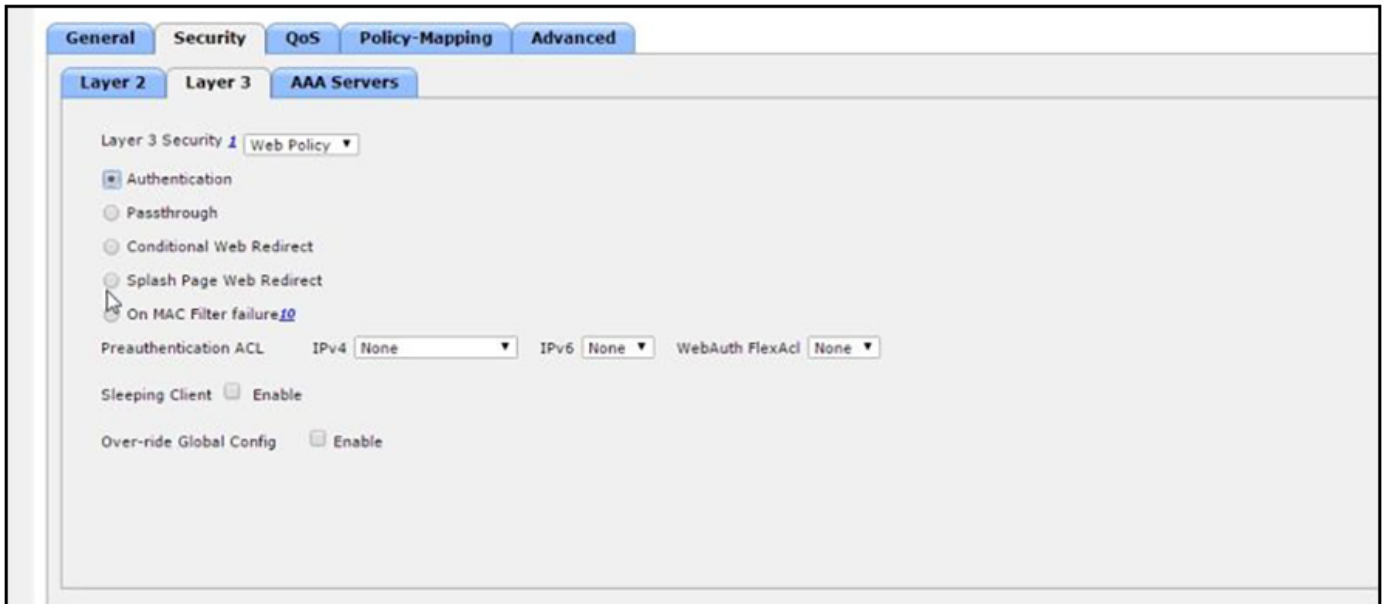 General Security QoS Policy-Mapping Advanced
Layer 2 Layer 3 AAA Servers
Layer 3 Security 1 Web Policy
Authentication
Passthrough
Conditional Web Redirect
Splash Page Web Redirect
On MAC Filter failure10
Preauthentication ACL IPv4 None IPv6 None WebAuth FlexAcl None
Sleeping Client Enable
Over-ride Global Config Enable